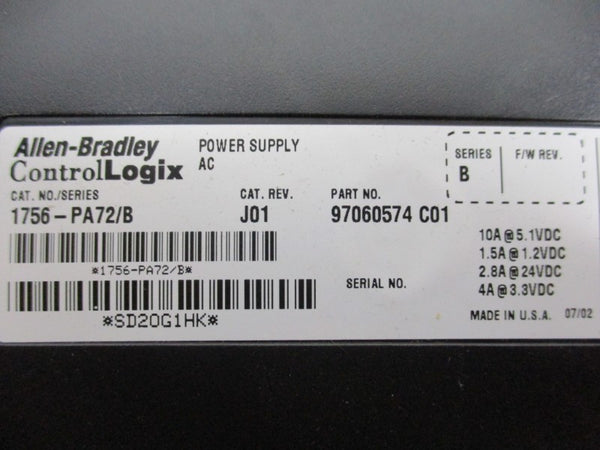 Allen-Bradley
ControlLogix
POWER SUPPLY
AC
SERIES
F/W REV.
B
CAT. NO./SERIES
1756-PA72/B
CAT. REV.
J01
PART NO.
97060574 C01
*1756-PA72/B*
*SD20G1HK*
SERIAL NO.
10A@5.1VDC
1.5A@1.2VDC
2.8A@24VDC
4A@3.3VDC
MADE IN U.S.A. 07/02